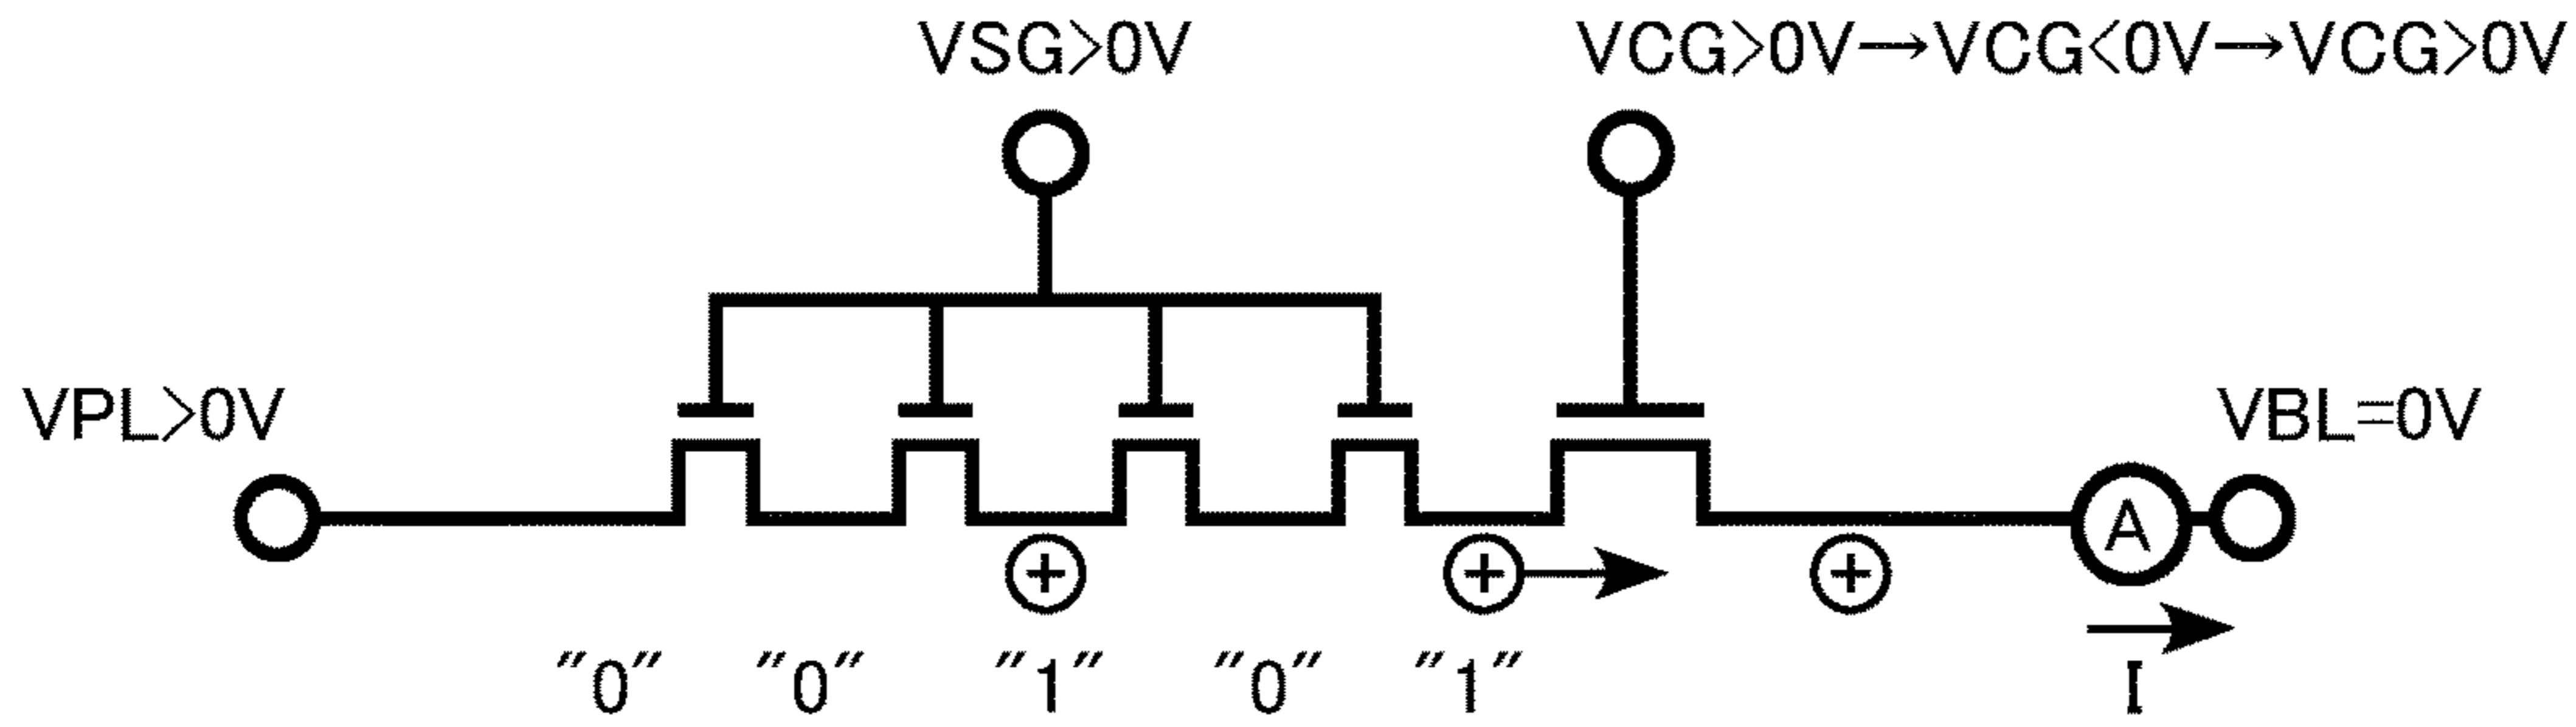 VSG>0V
VCG>0V→VCG<0V→VCG>0V
VPL>0V
VBL=0V
A
+
+
+
"0" "0" "1" "0" "1"
I